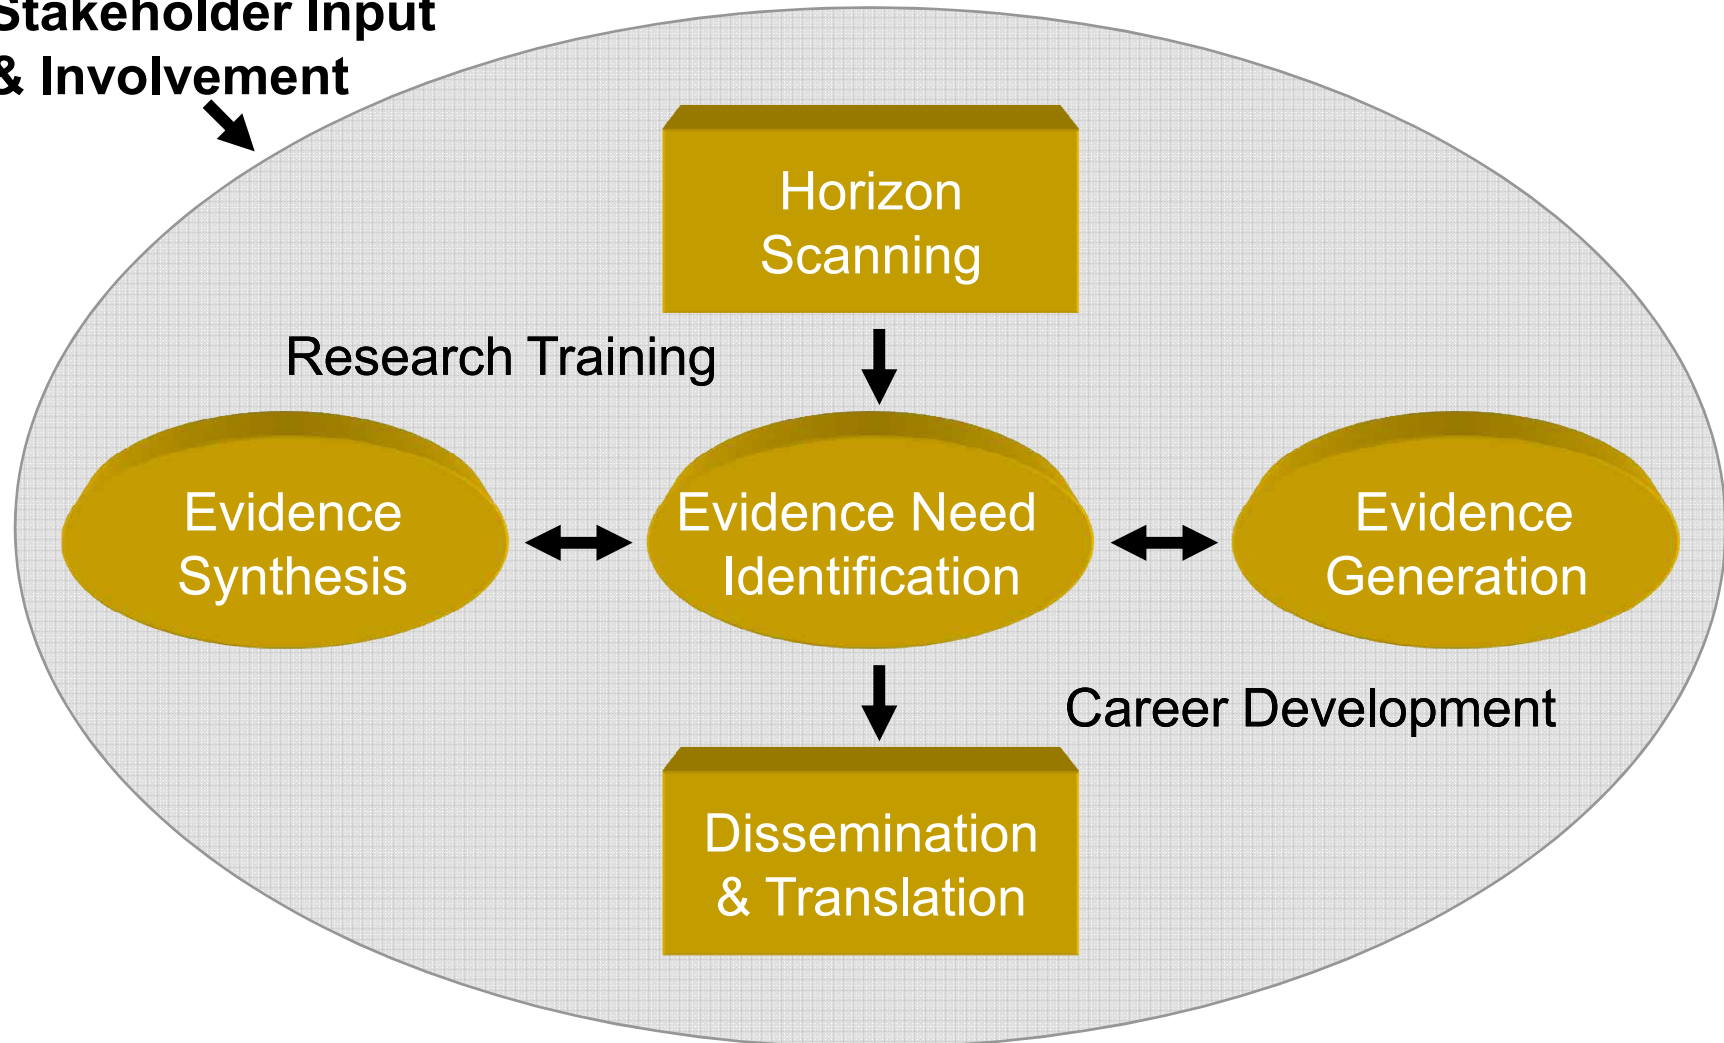 Stakeholder Input
& Involvement
Horizon
Scanning
Research Training
Evidence
Synthesis
Evidence Need
Identification
Evidence
Generation
Career Development
Dissemination
& Translation